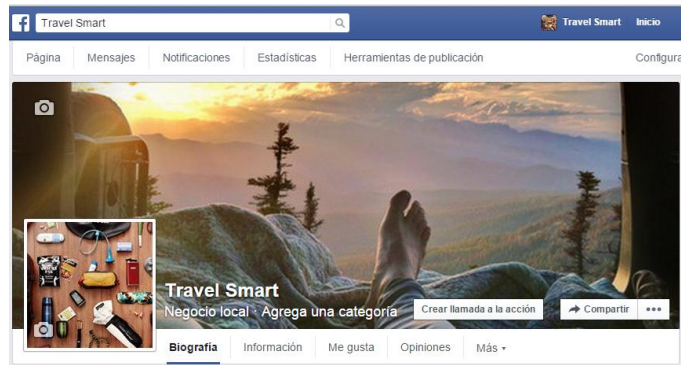 f Travel Smart Travel Smart Inicio
Página Mensajes Notificaciones Estadísticas Herramientas de publicación Configura
Travel Smart
Negocio local · Agrega una categoría Crear llamada a la acción Compartir •••
Biografía Información Me gusta Opiniones Más